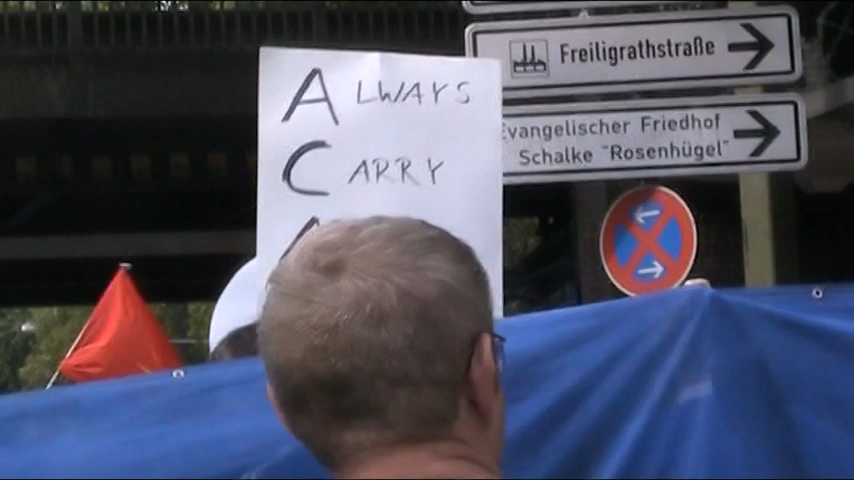 ALWAYS
CARRY
Freiligrathstraße
Evangelischer Friedhof
Schalke "Rosenhügel"